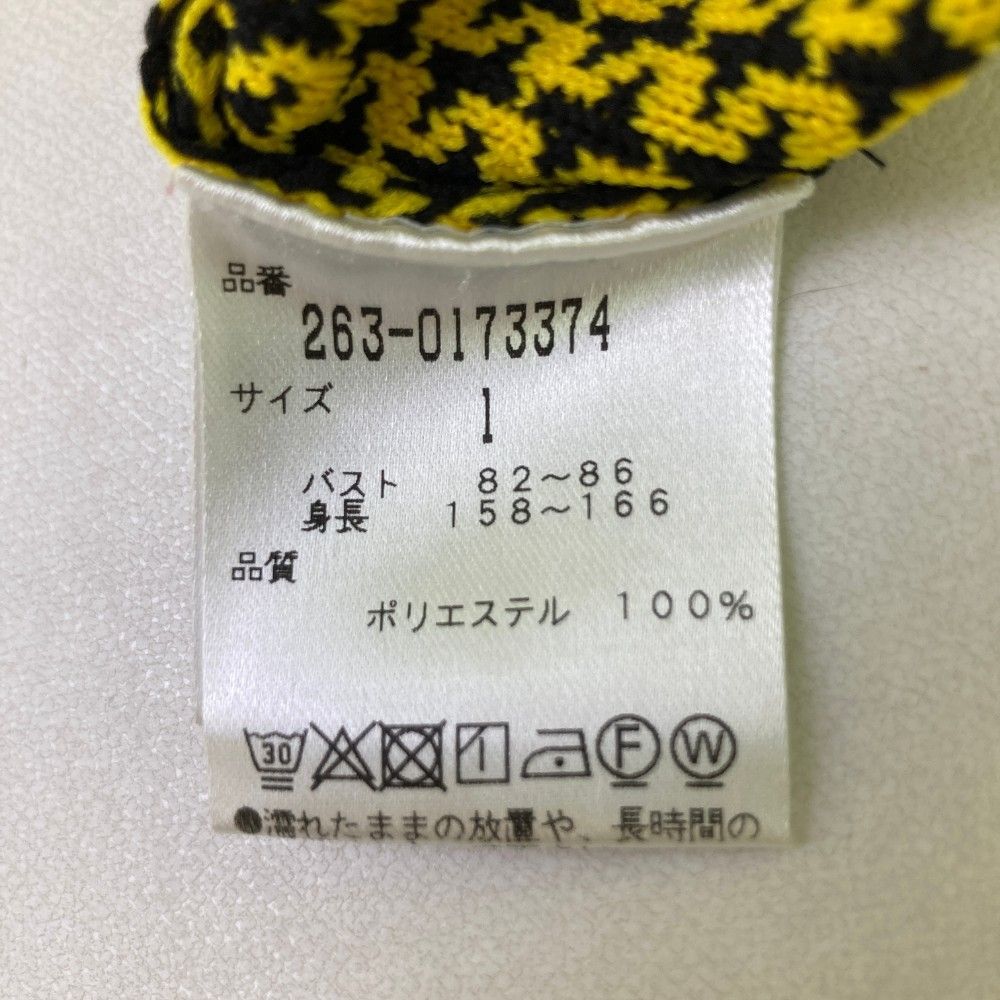 品番
263-0173374
サイズ 1
バスト 82~86
身長 158~166
品質
ポリエステル 100%
30 F W
●濡れたままの放置や、長時間の